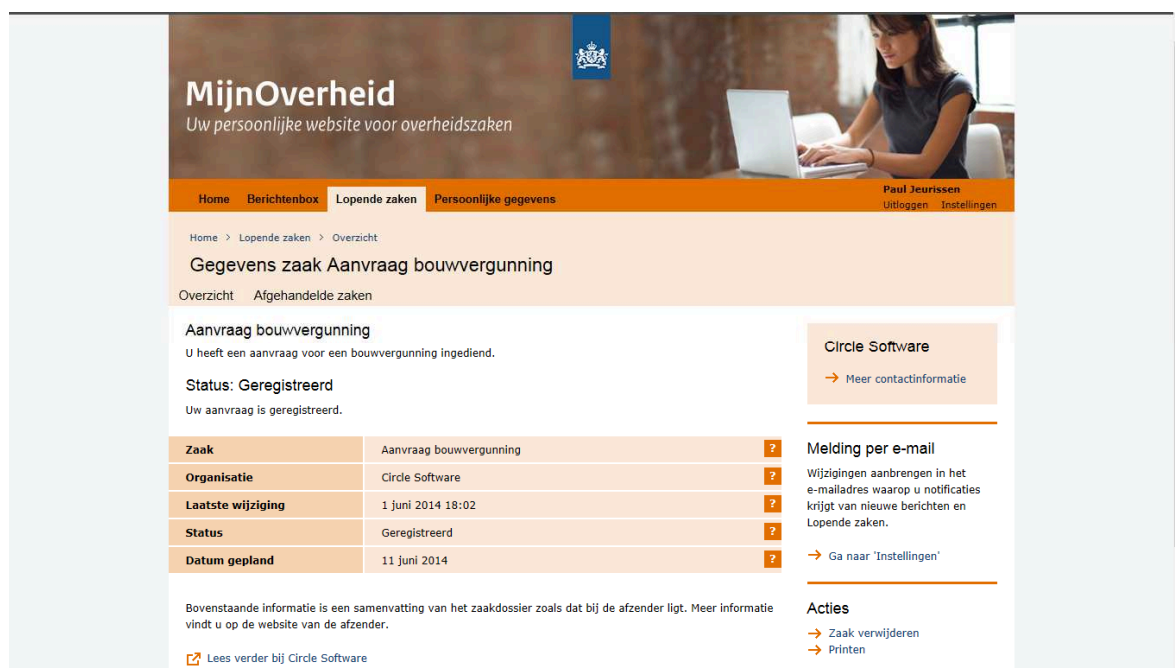 MijnOverheid
Uw persoonlijke website voor overheidszaken
Home Berichtenbox Lopende zaken Persoonlijke gegevens
Paul Jeurissen
Uitloggen Instellingen
Home > Lopende zaken > Overzicht
Gegevens zaak Aanvraag bouwvergunning
Overzicht Afgehandelde zaken
Aanvraag bouwvergunning
U heeft een aanvraag voor een bouwvergunning ingediend.
Status: Geregistreerd
Uw aanvraag is geregistreerd.
Zaak Aanvraag bouwvergunning ?
Organisatie Circle Software ?
Laatste wijziging 1 juni 2014 18:02 ?
Status Geregistreerd ?
Datum gepland 11 juni 2014 ?
Bovenstaande informatie is een samenvatting van het zaakdossier zoals dat bij de afzender ligt. Meer informatie
vindt u op de website van de afzender.
Lees verder bij Circle Software
Circle Software
→ Meer contactinformatie
Melding per e-mail
Wijzigingen aanbrengen in het
e-mailadres waarop u notificaties
krijgt van nieuwe berichten en
Lopende zaken.
→ Ga naar 'Instellingen'
Acties
→ Zaak verwijderen
→ Printen